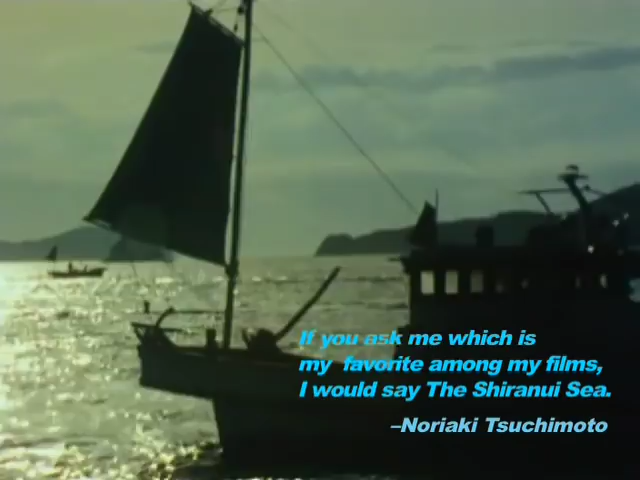 If you ask me which is
my favorite among my films,
I would say The Shiranui Sea.
–Noriaki Tsuchimoto